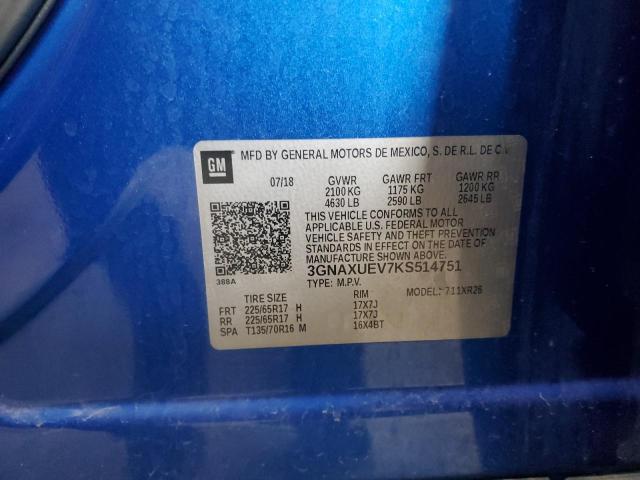 GM MFD BY GENERAL MOTORS DE MEXICO, S. DE R.L. DE C.V
07/18 GVWR GAWR FRT GAWR RR
2100 KG 1175 KG 1200 KG
4630 LB 2590 LB 2645 LB
THIS VEHICLE CONFORMS TO ALL
APPLICABLE U.S. FEDERAL MOTOR
VEHICLE SAFETY AND THEFT PREVENTION
STANDARDS IN EFFECT ON THE DATE OF
MANUFACTURE SHOWN ABOVE.
3GNAXUEV7KS514751
388A TYPE: M.P.V. MODEL: 711XR26
TIRE SIZE RIM
FRT 225/65R17 H 17X7J
RR 225/65R17 H 17X7J
SPA T135/70R16 M 16X4BT